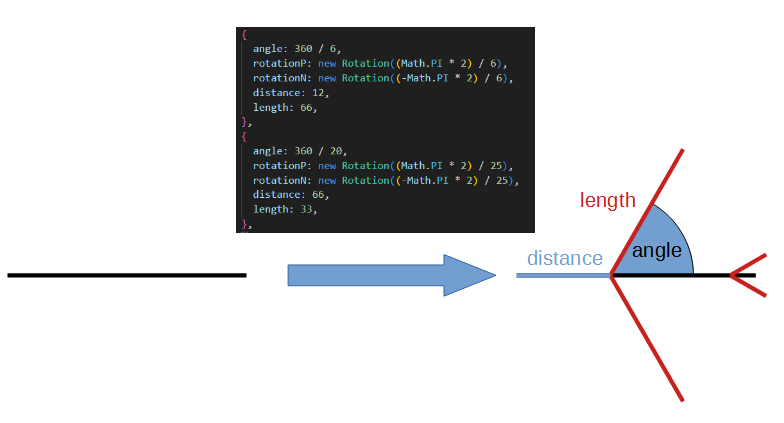 {
angle: 360 / 6,
rotationP: new Rotation((Math.PI * 2) / 6),
rotationN: new Rotation((-Math.PI * 2) / 6),
distance: 12,
length: 66,
},
{
angle: 360 / 20,
rotationP: new Rotation((Math.PI * 2) / 25),
rotationN: new Rotation((-Math.PI * 2) / 25),
distance: 66,
length: 33,
},
length
angle
distance